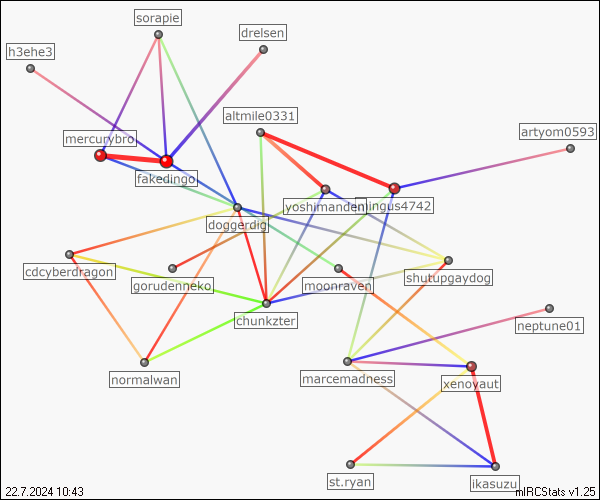 sorapie
drelsen
h3ehe3
altmile0331
artyom0593
mercurybro
fakedingo
yoshimanden
mingus4742
doggerdig
cdcyberdragon
gorudenneko
moonraven
shutupgaydog
chunkzter
neptune01
normalwan
marcemadness
xenoyaut
st.ryan
ikasuzu
22.7.2024 10:43
mIRCStats v1.25